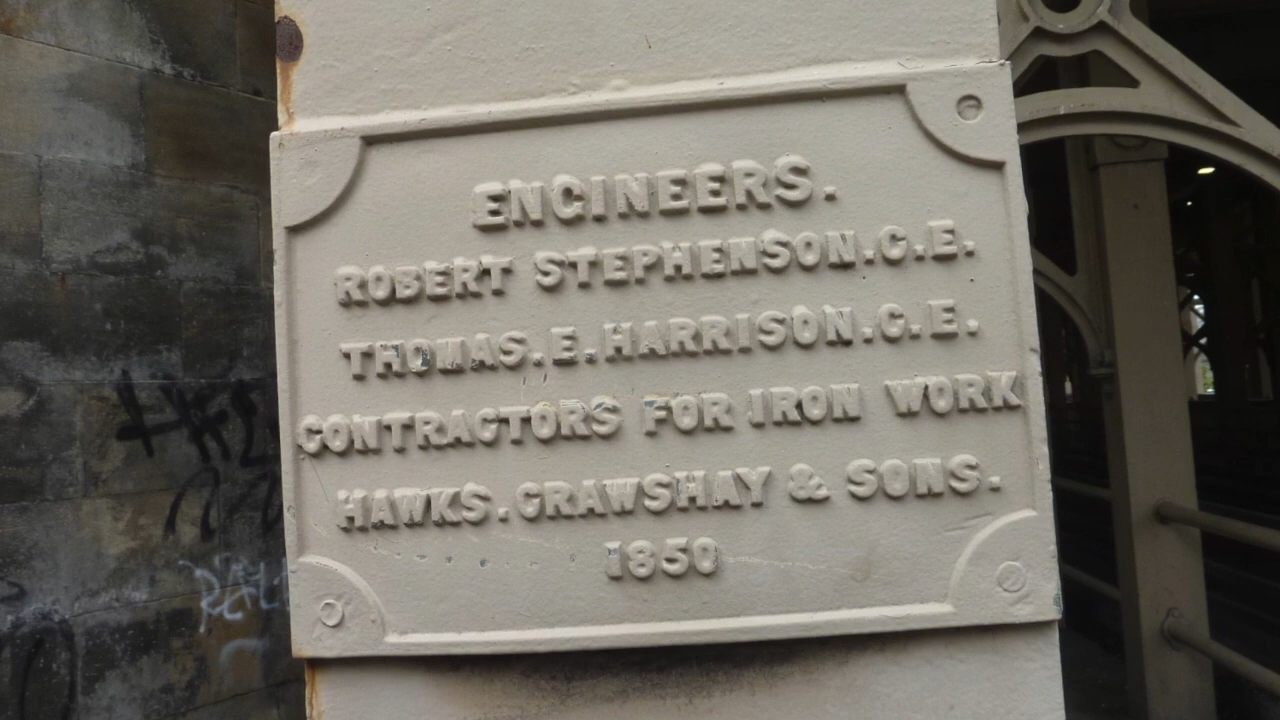 ENGINEERS.
ROBERT STEPHENSON.C.E.
THOMAS.E.HARRISON.C.E.
CONTRACTORS FOR IRON WORK
HAWKS.CRAWSHAY & SONS.
1850